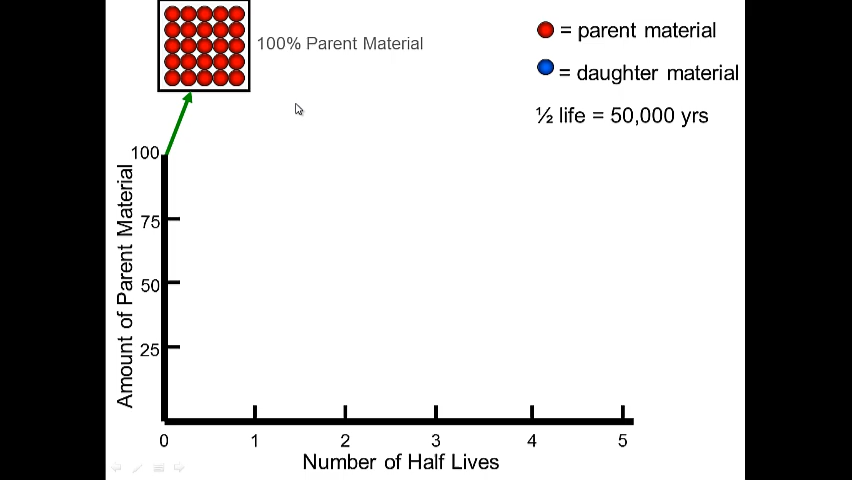 100% Parent Material
= parent material
= daughter material
½ life = 50,000 yrs
Amount of Parent Material
100
75
50
25
0 1 2 3 4 5
Number of Half Lives